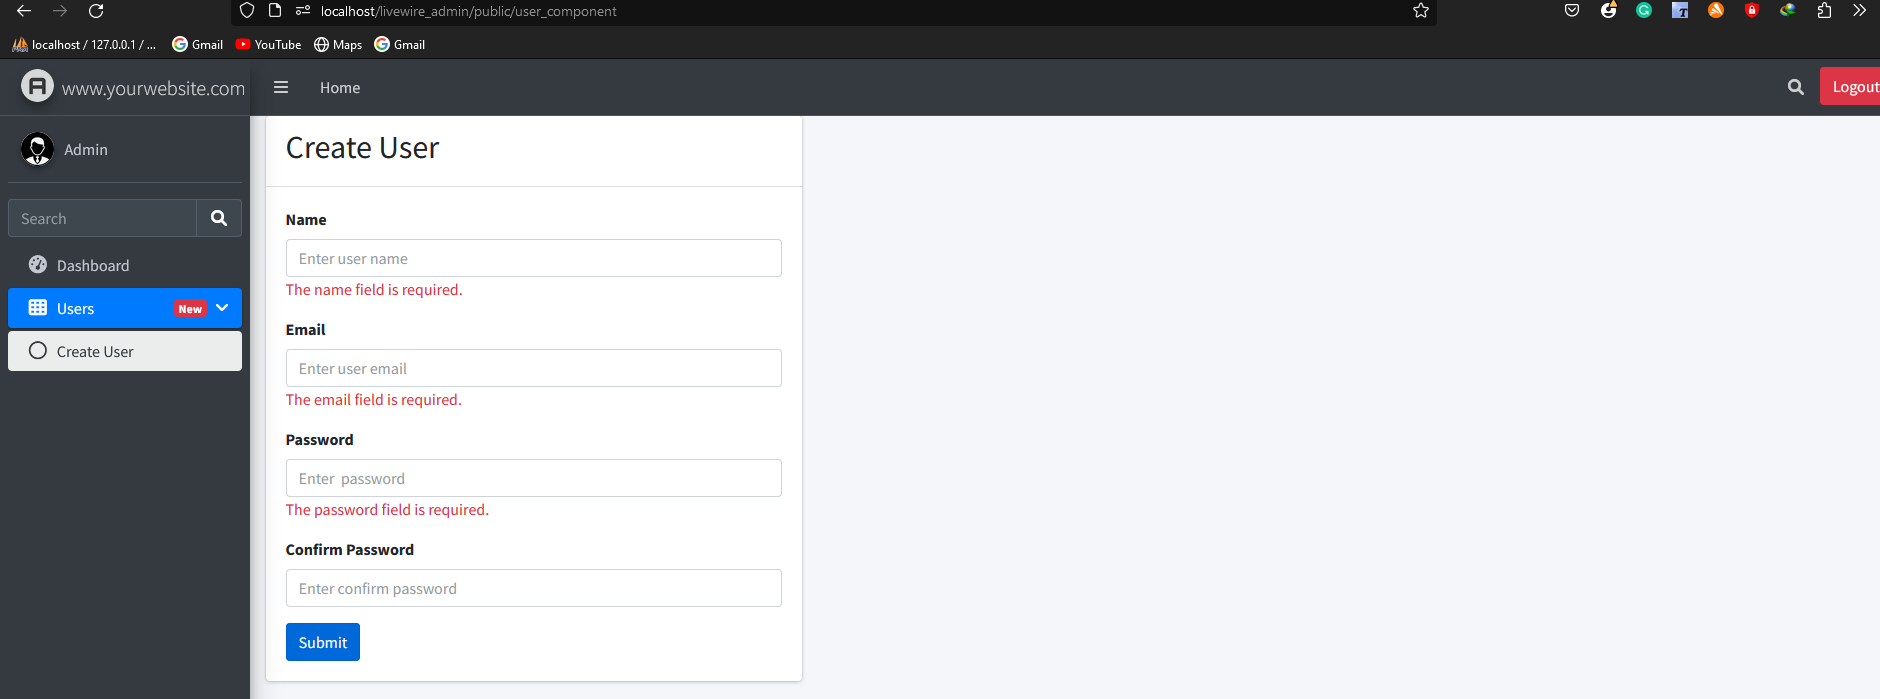 localhost/livewire_admin/public/user_component
localhost / 127.0.0.1 / ...
Gmail
YouTube
Maps
Gmail
www.yourwebsite.com
Home
Logout
Admin
Search
Dashboard
Users
New
Create User
Create User
Name
Enter user name
The name field is required.
Email
Enter user email
The email field is required.
Password
Enter  password
The password field is required.
Confirm Password
Enter confirm password
Submit